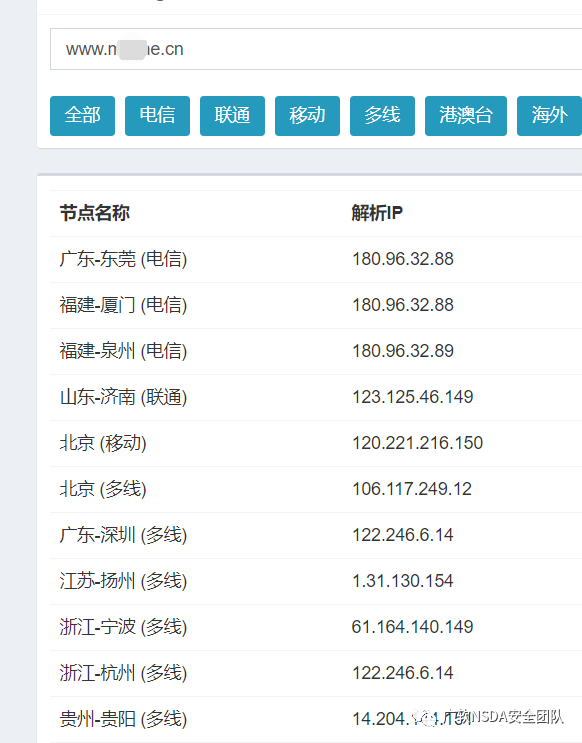 www.n e.cn
全部 电信 联通 移动 多线 港澳台 海外
节点名称 解析IP
广东-东莞 (电信) 180.96.32.88
福建-厦门 (电信) 180.96.32.88
福建-泉州 (电信) 180.96.32.89
山东-济南 (联通) 123.125.46.149
北京 (移动) 120.221.216.150
北京 (多线) 106.117.249.12
广东-深圳 (多线) 122.246.6.14
江苏-扬州 (多线) 1.31.130.154
浙江-宁波 (多线) 61.164.140.149
浙江-杭州 (多线) 122.246.6.14
贵州-贵阳 (多线) 14.204. 广软NSDA安全团队